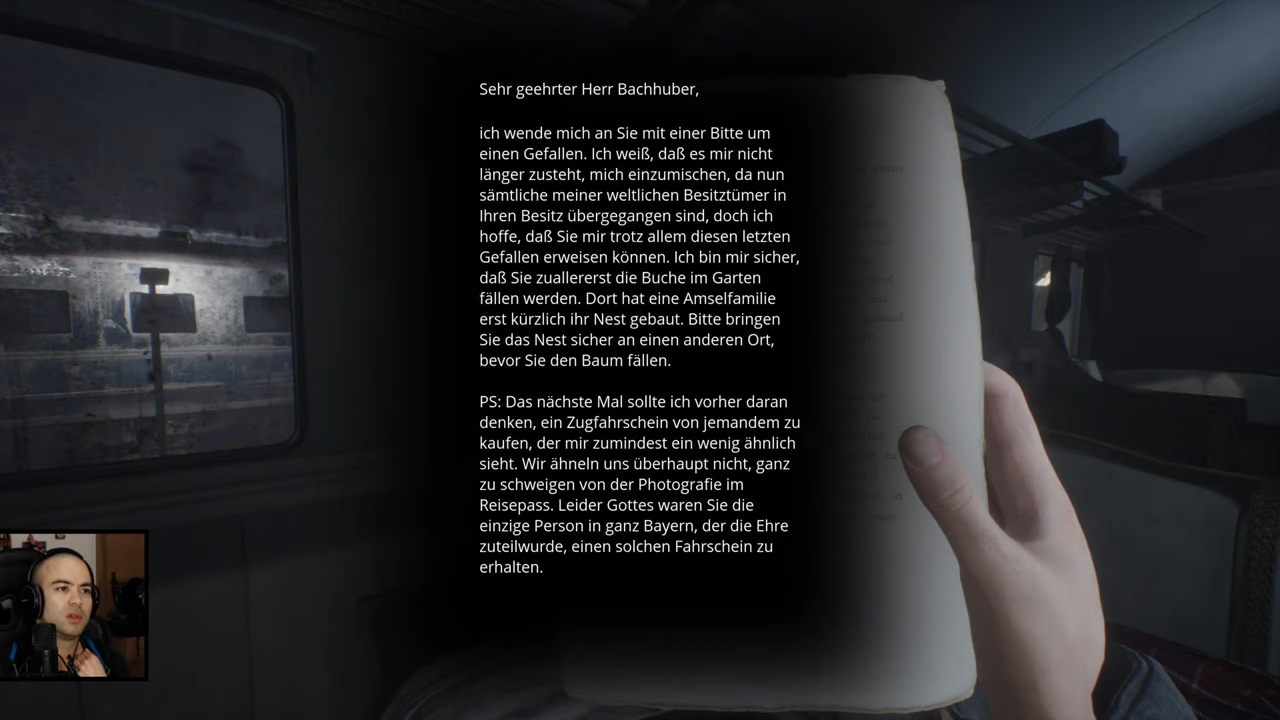 Sehr geehrter Herr Bachhuber,
ich wende mich an Sie mit einer Bitte um
einen Gefallen. Ich weiß, daß es mir nicht
länger zusteht, mich einzumischen, da nun
sämtliche meiner weltlichen Besitztümer in
Ihren Besitz übergegangen sind, doch ich
hoffe, daß Sie mir trotz allem diesen letzten
Gefallen erweisen können. Ich bin mir sicher,
daß Sie zuallererst die Buche im Garten
fällen werden. Dort hat eine Amselfamilie
erst kürzlich ihr Nest gebaut. Bitte bringen
Sie das Nest sicher an einen anderen Ort,
bevor Sie den Baum fällen.
PS: Das nächste Mal sollte ich vorher daran
denken, ein Zugfahrschein von jemandem zu
kaufen, der mir zumindest ein wenig ähnlich
sieht. Wir ähneln uns überhaupt nicht, ganz
zu schweigen von der Photografie im
Reisepass. Leider Gottes waren Sie die
einzige Person in ganz Bayern, der die Ehre
zuteilwurde, einen solchen Fahrschein zu
erhalten.